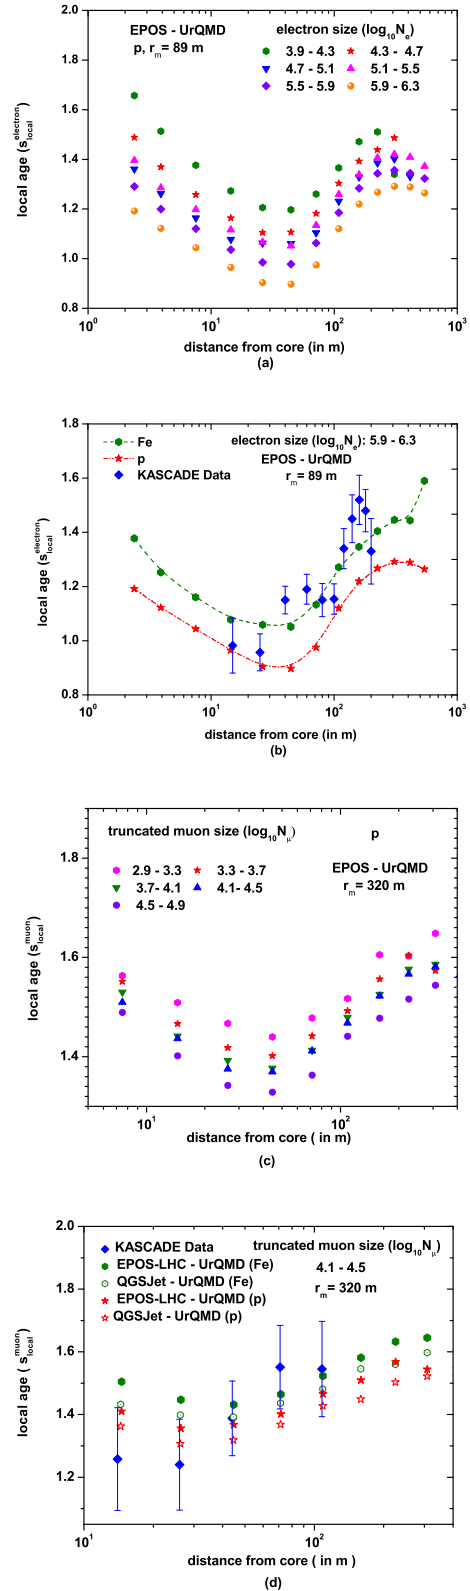 2.0
EPOS - UrQMD
p, rm= 89 m
electron size (log10Ne)
3.9 - 4.3
4.3 - 4.7
4.7 - 5.1
5.1 - 5.5
5.5 - 5.9
5.9 - 6.3
1.8
1.6
1.4
1.2
1.0
0.8
local age (s electron local)
10^0
10^1
10^2
10^3
distance from core (in m)
(a)
1.8
Fe
p
KASCADE Data
electron size (log10Ne): 5.9 - 6.3
EPOS - UrQMD
rm= 89 m
1.6
1.4
1.2
1.0
0.8
local age (s electron local)
10^0
10^1
10^2
10^3
distance from core (in m)
(b)
truncated muon size (log10Nμ)
p
2.9 - 3.3
3.3 - 3.7
3.7- 4.1
4.1- 4.5
4.5 - 4.9
EPOS - UrQMD
rm= 320 m
1.8
1.6
1.4
local age (s muon local)
10^1
10^2
distance from core ( in m)
(c)
2.0
KASCADE Data
EPOS-LHC - UrQMD (Fe)
QGSJet - UrQMD (Fe)
EPOS-LHC - UrQMD (p)
QGSJet - UrQMD (p)
truncated muon size (log10Nμ)
4.1 - 4.5
rm= 320 m
1.8
1.6
1.4
1.2
local age ( s muon local)
10^1
10^2
distance from core ( in m )
(d)